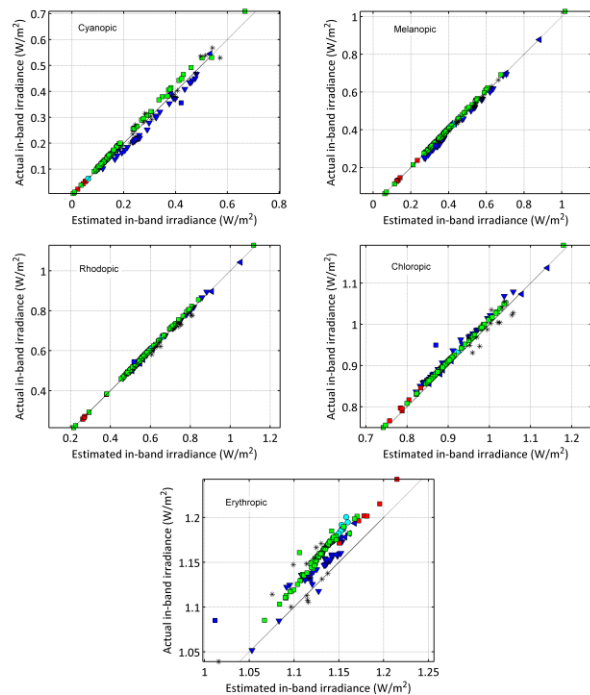 Cyanopic
Actual in-band irradiance (W/m²)
0.7
0.6
0.5
0.4
0.3
0.2
0.1
0 0.2 0.4 0.6 0.8
Estimated in-band irradiance (W/m²)
Melanopic
Actual in-band irradiance (W/m²)
1
0.8
0.6
0.4
0.2
0.2 0.4 0.6 0.8 1
Estimated in-band irradiance (W/m²)
Rhodopic
Actual in-band irradiance (W/m²)
1
0.8
0.6
0.4
0.2 0.4 0.6 0.8 1 1.2
Estimated in-band irradiance (W/m²)
Chloropic
Actual in-band irradiance (W/m²)
1.1
1
0.9
0.8
0.7 0.8 0.9 1 1.1 1.2
Estimated in-band irradiance (W/m²)
Erythropic
Actual in-band irradiance (W/m²)
1.2
1.15
1.1
1.05
1 1.05 1.1 1.15 1.2 1.25
Estimated in-band irradiance (W/m²)